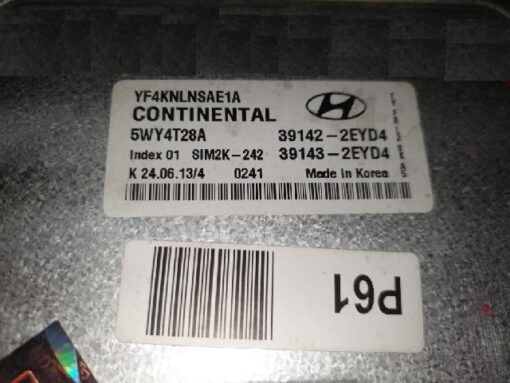 YF4KNLNSAE1A
CONTINENTAL
5WY4T28A 39142-2EYD4
Index 01 SIM2K-242 39143-2EYD4
K 24.06.13/4 0241 Made in Korea
P61